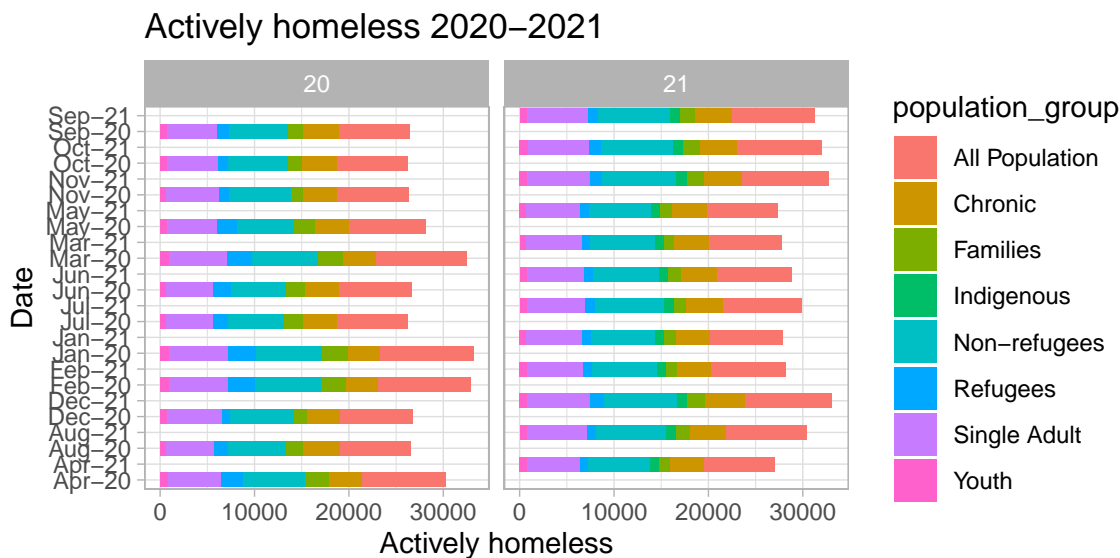 Actively homeless 2020−2021
20
21
Date
Sep−21
Sep−20
Oct−21
Oct−20
Nov−21
Nov−20
May−21
May−20
Mar−21
Mar−20
Jun−21
Jun−20
Jul−21
Jul−20
Jan−21
Jan−20
Feb−21
Feb−20
Dec−21
Dec−20
Aug−21
Aug−20
Apr−21
Apr−20
0 10000 20000 30000
0 10000 20000 30000
Actively homeless
population_group
All Population
Chronic
Families
Indigenous
Non−refugees
Refugees
Single Adult
Youth